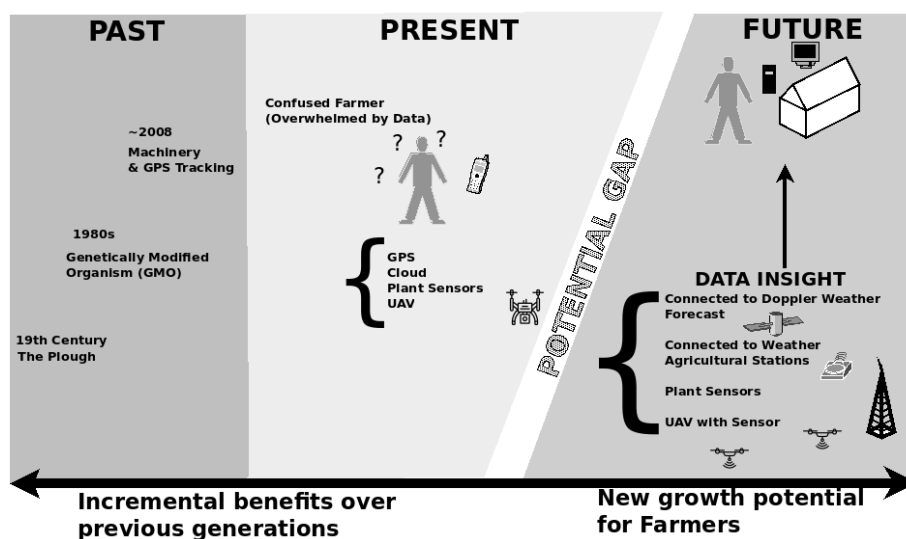 PAST
~2008
Machinery
& GPS Tracking
1980s
Genetically Modified
Organism (GMO)
19th Century
The Plough
PRESENT
Confused Farmer
(Overwhelmed by Data)
?
?
?
GPS
Cloud
Plant Sensors
UAV
POTENTIAL GAP
FUTURE
DATA INSIGHT
Connected to Doppler Weather
Forecast
Connected to Weather
Agricultural Stations
Plant Sensors
UAV with Sensor
Incremental benefits over
previous generations
New growth potential
for Farmers